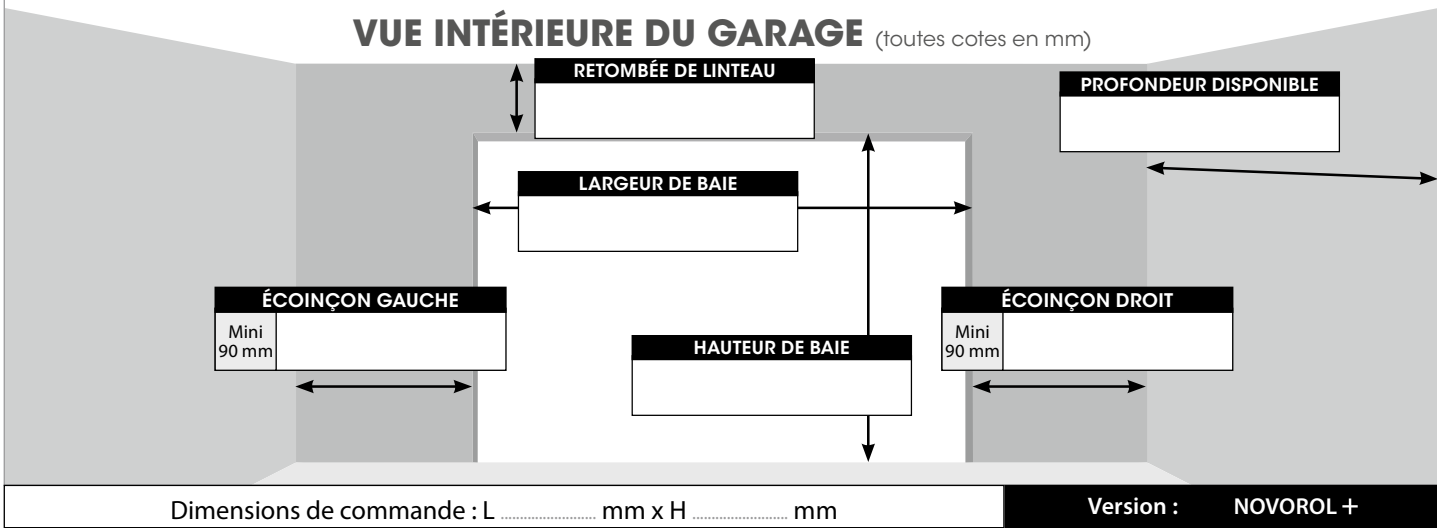 VUE INTÉRIEURE DU GARAGE (toutes cotes en mm)
RETOMBÉE DE LINTEAU
PROFONDEUR DISPONIBLE
LARGEUR DE BAIE
ÉCOINÇON GAUCHE
Mini
90 mm
ÉCOINÇON DROIT
Mini
90 mm
HAUTEUR DE BAIE
Dimensions de commande : L ........................ mm x H ........................ mm
Version : NOVOROL +